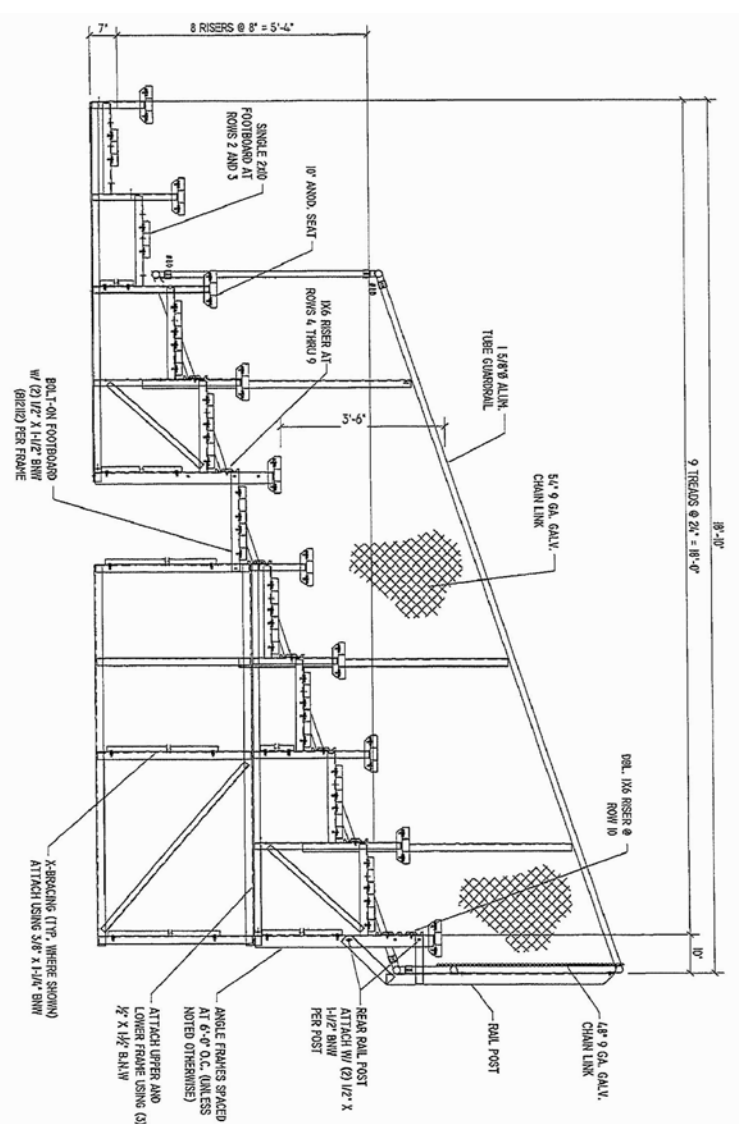 7"
8 RISERS @ 8" = 5'-4"
SINGLE 2X10
FOOTBOARD AT
ROWS 2 AND 3
10" ANOD. SEAT
1X6 RISER AT
ROWS 4 THRU 9
BOLT-ON FOOTBOARD
W/ (2) 1/2" X 1-1/2" BNW
(B12112) PER FRAME
1 5/8"Ø ALUM.
TUBE GUARDRAIL
3'-6"
54" 9 GA. GALV.
CHAIN LINK
9 TREADS @ 24" = 18'-0"
18'-10"
DBL. 1X6 RISER @
ROW 10
10"
48" 9 GA. GALV.
CHAIN LINK
RAIL POST
REAR RAIL POST
ATTACH W/ (2) 1/2" X
1-1/2" BNW
PER POST
ANGLE FRAMES SPACED
AT 6'-0" O.C. (UNLESS
NOTED OTHERWISE)
ATTACH UPPER AND
LOWER FRAME USING (3)
½" X 1½" B.N.W
X-BRACING (TYP. WHERE SHOWN)
ATTACH USING 3/8" X 1-1/4" BNW